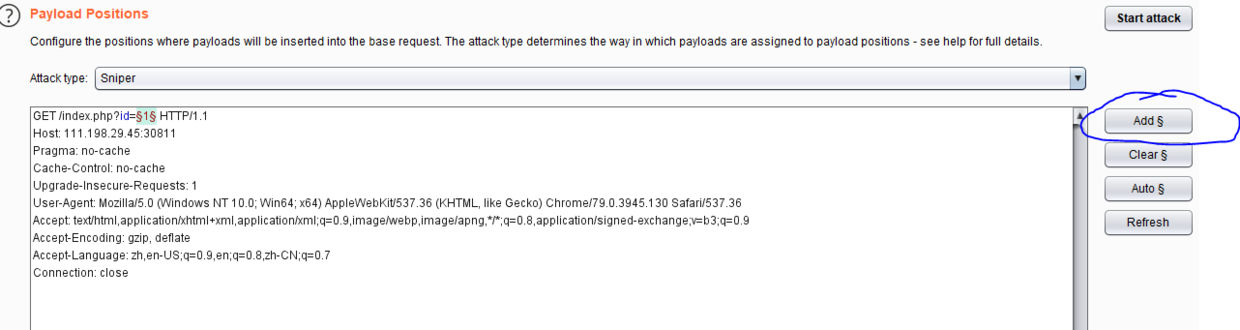 ?
Payload Positions
Start attack
Configure the positions where payloads will be inserted into the base request. The attack type determines the way in which payloads are assigned to payload positions - see help for full details.
Attack type: Sniper
GET /index.php?id=§1§ HTTP/1.1
Host: 111.198.29.45:30811
Pragma: no-cache
Cache-Control: no-cache
Upgrade-Insecure-Requests: 1
User-Agent: Mozilla/5.0 (Windows NT 10.0; Win64; x64) AppleWebKit/537.36 (KHTML, like Gecko) Chrome/79.0.3945.130 Safari/537.36
Accept: text/html,application/xhtml+xml,application/xml;q=0.9,image/webp,image/apng,*/*;q=0.8,application/signed-exchange;v=b3;q=0.9
Accept-Encoding: gzip, deflate
Accept-Language: zh,en-US;q=0.9,en;q=0.8,zh-CN;q=0.7
Connection: close
Add §
Clear §
Auto §
Refresh